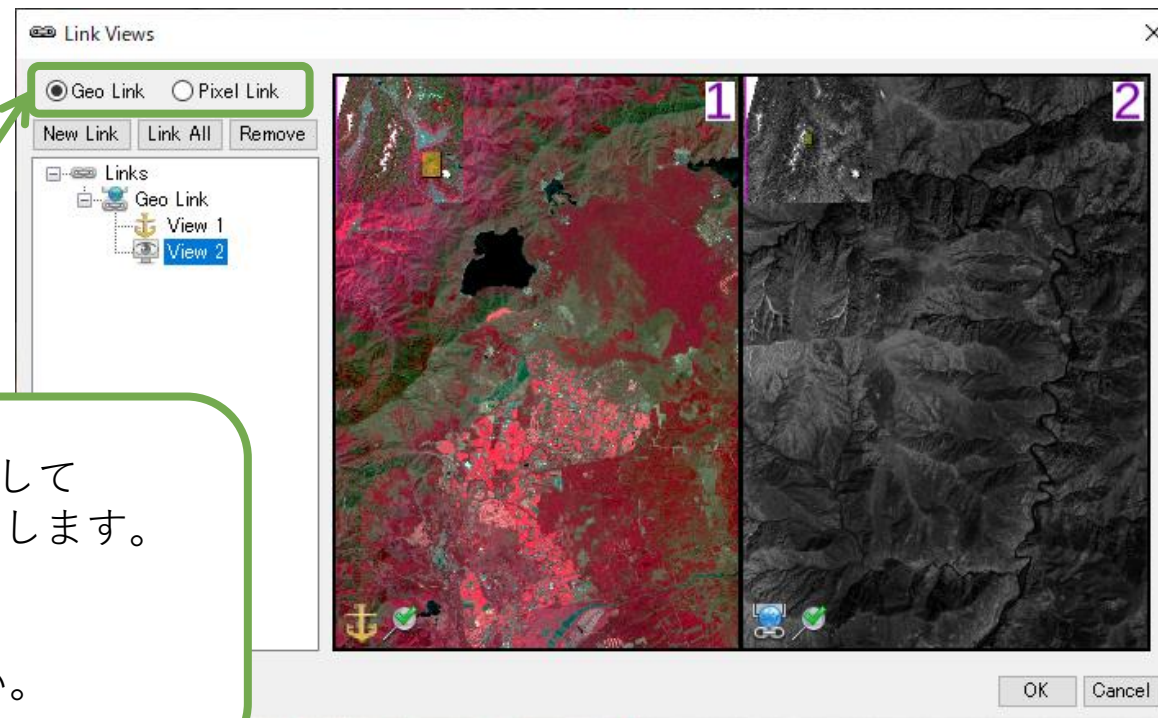 Link Views
Geo Link Pixel Link
New Link Link All Remove
Links
Geo Link
View 1
View 2
1
2
して
します。
い。
OK Cancel